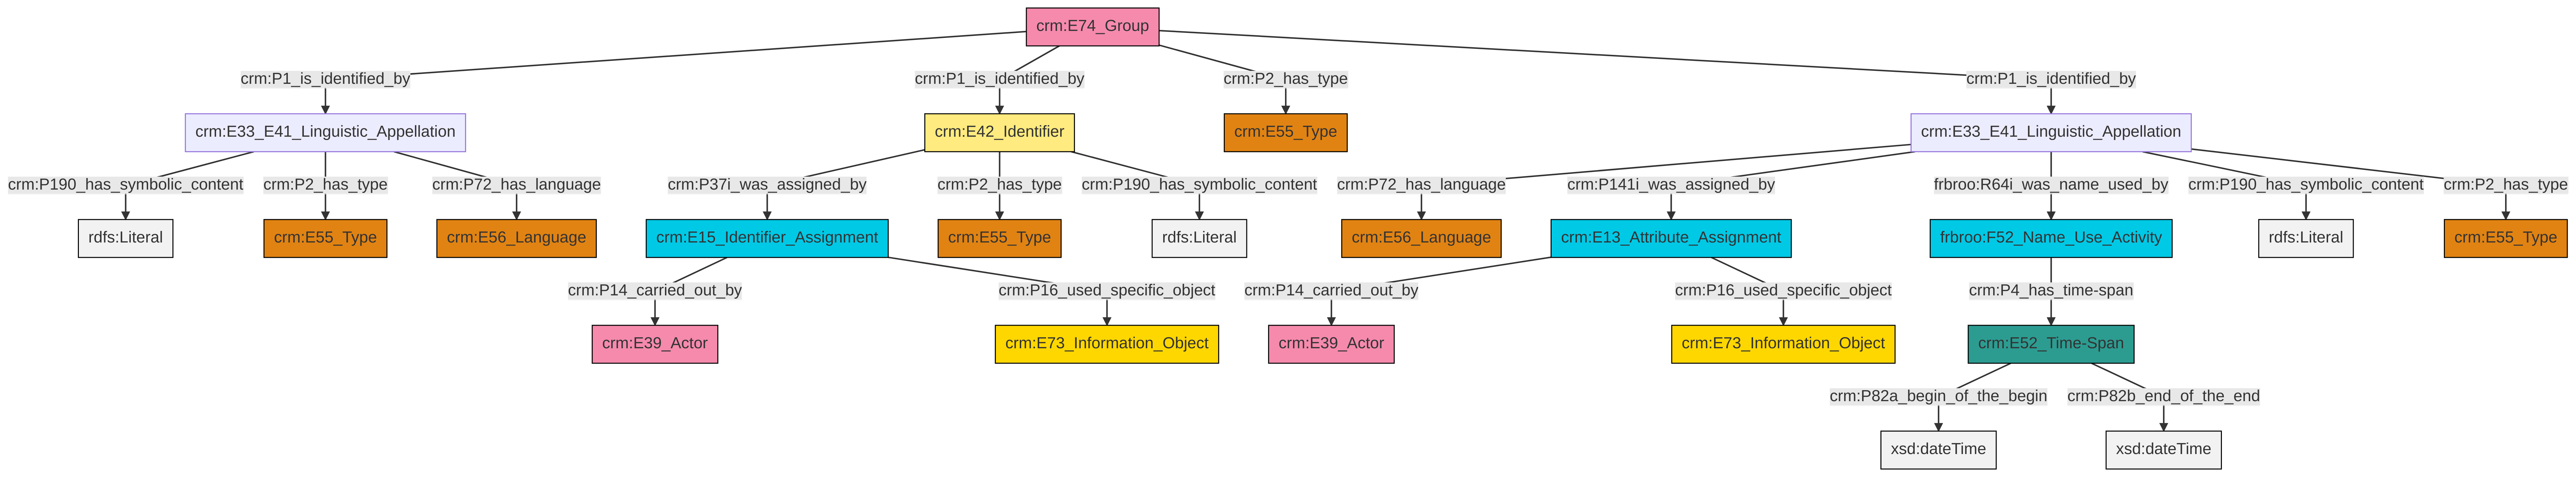 crm:E74_Group
crm:P1_is_identified_by
crm:P1_is_identified_by
crm:P2_has_type
crm:P1_is_identified_by
crm:E33_E41_Linguistic_Appellation
crm:E42_Identifier
crm:E55_Type
crm:E33_E41_Linguistic_Appellation
crm:P190_has_symbolic_content
crm:P2_has_type
crm:P72_has_language
crm:P37i_was_assigned_by
crm:P2_has_type
crm:P190_has_symbolic_content
crm:P72_has_language
crm:P141i_was_assigned_by
frbroo:R64i_was_name_used_by
crm:P190_has_symbolic_content
crm:P2_has_type
rdfs:Literal
crm:E55_Type
crm:E56_Language
crm:E15_Identifier_Assignment
crm:E55_Type
rdfs:Literal
crm:E56_Language
crm:E13_Attribute_Assignment
frbroo:F52_Name_Use_Activity
rdfs:Literal
crm:E55_Type
crm:P14_carried_out_by
crm:P16_used_specific_object
crm:P14_carried_out_by
crm:P16_used_specific_object
crm:P4_has_time-span
crm:E39_Actor
crm:E73_Information_Object
crm:E39_Actor
crm:E73_Information_Object
crm:E52_Time-Span
crm:P82a_begin_of_the_begin
crm:P82b_end_of_the_end
xsd:dateTime
xsd:dateTime